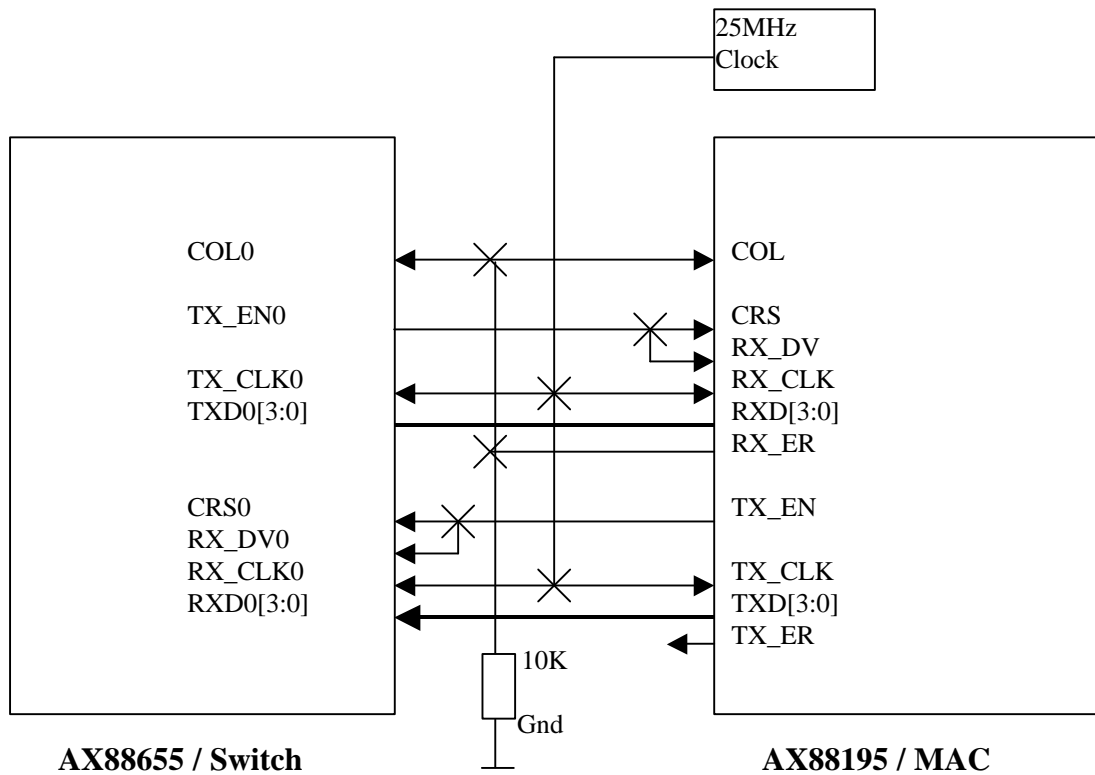 25MHz
Clock
COL0
COL
TX_EN0
CRS
RX_DV
TX_CLK0
RX_CLK
TXD0[3:0]
RXD[3:0]
RX_ER
CRS0
TX_EN
RX_DV0
RX_CLK0
TX_CLK
RXD0[3:0]
TXD[3:0]
TX_ER
10K
Gnd
AX88655 / Switch
AX88195 / MAC